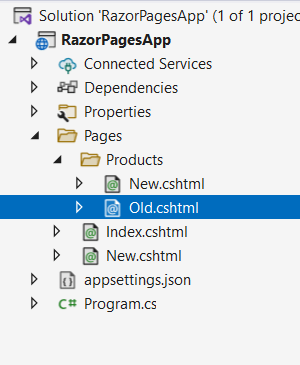 Solution 'RazorPagesApp' (1 of 1 projec
RazorPagesApp
Connected Services
Dependencies
Properties
Pages
Products
New.cshtml
Old.cshtml
Index.cshtml
New.cshtml
appsettings.json
C# Program.cs